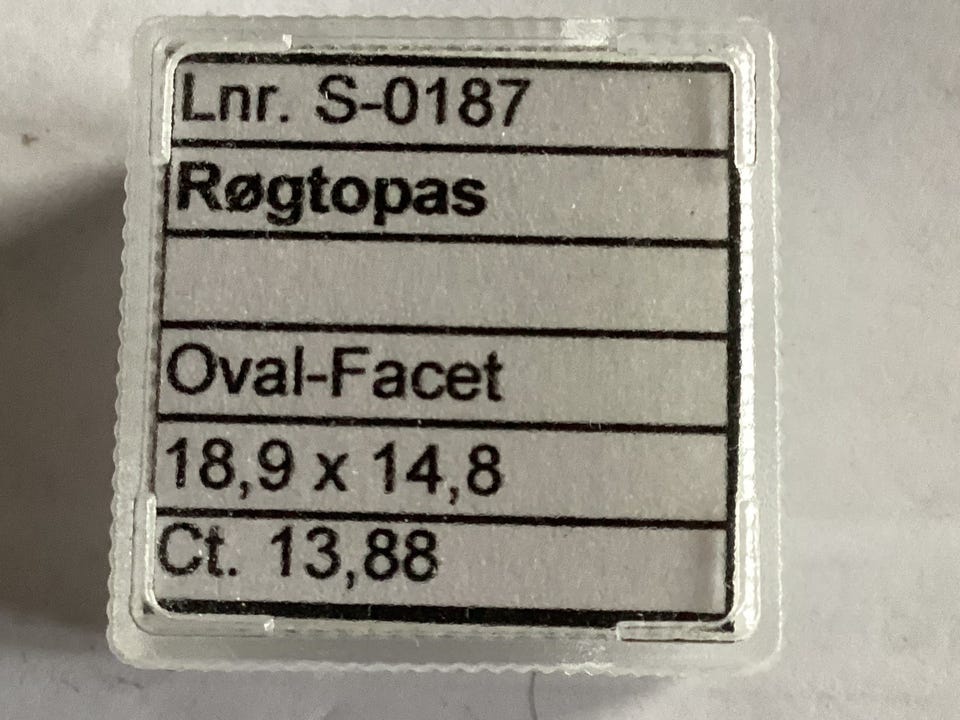 Lnr. S-0187
Røgtopas
Oval-Facet
18,9 x 14,8
Ct. 13,88